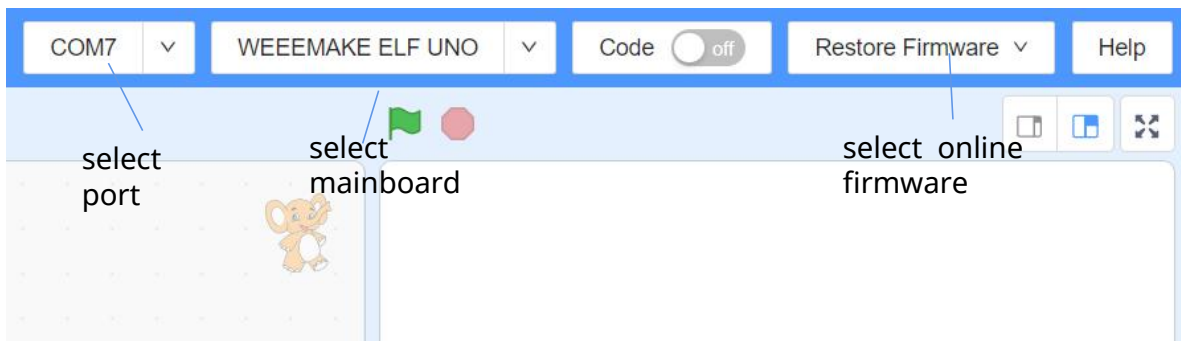 COM7
WEEEMAKE ELF UNO
Code off
Restore Firmware
Help
select
port
select
mainboard
select online
firmware